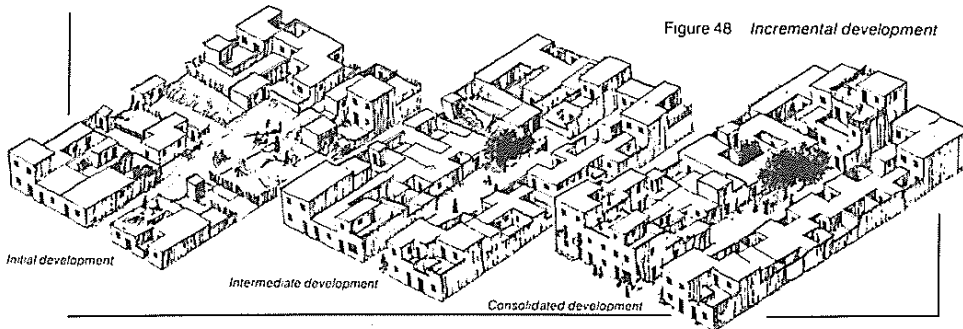 Figure 48 Incremental development
Initial development
Intermediate development
Consolidated development